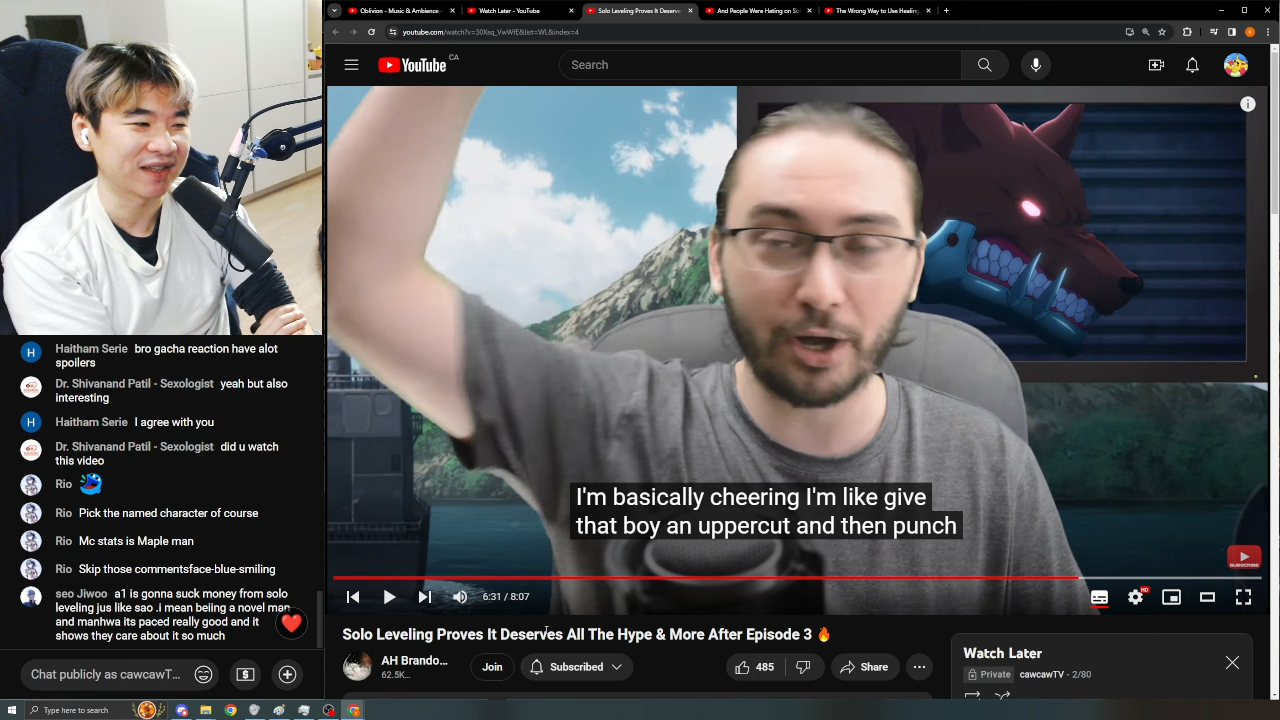 Oblivion - Music & Ambience -
Watch Later - YouTube
Solo Leveling Proves It Deserve
And People Were Hating on So
The Wrong Way to Use Healing
youtube.com/watch?v=30Xsq_VwWfE&list=WL&index=4
YouTube CA
Search
I'm basically cheering I'm like give
that boy an uppercut and then punch
SUBSCRIBE
6:31 / 8:07
HD
Solo Leveling Proves It Deserves All The Hype & More After Episode 3 🔥
AH Brando...
62.5K...
Join
Subscribed
485
Share
Watch Later
Private cawcawTV - 2/80
Haitham Serie bro gacha reaction have alot
spoilers
Dr. Shivanand Patil - Sexologist yeah but also
interesting
Haitham Serie I agree with you
Dr. Shivanand Patil - Sexologist did u watch
this video
Rio
Rio Pick the named character of course
Rio Mc stats is Maple man
Rio Skip those commentsface-blue-smiling
seo Jiwoo a1 is gonna suck money from solo
leveling jus like sao .i mean beiing a novel man
and manhwa its paced really good and it
shows they care about it so much
Chat publicly as cawcawT...
Type here to search